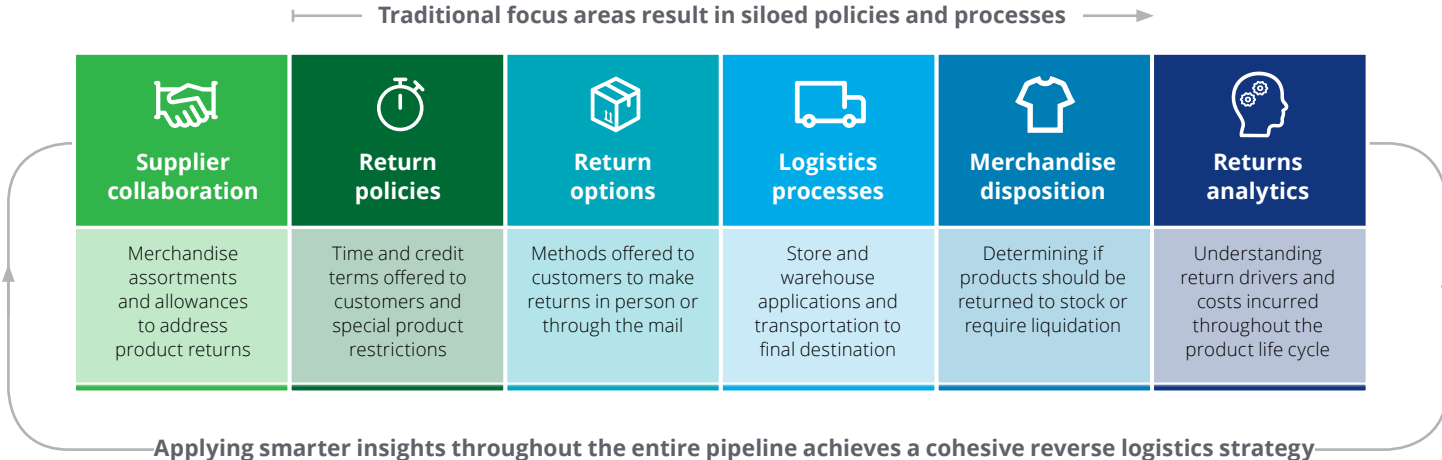 Traditional focus areas result in siloed policies and processes
Supplier
collaboration
Merchandise
assortments
and allowances
to address
product returns
Return
policies
Time and credit
terms offered to
customers and
special product
restrictions
Return
options
Methods offered to
customers to make
returns in person or
through the mail
Logistics
processes
Store and
warehouse
applications and
transportation to
final destination
Merchandise
disposition
Determining if
products should be
returned to stock or
require liquidation
Returns
analytics
Understanding
return drivers and
costs incurred
throughout the
product life cycle
Applying smarter insights throughout the entire pipeline achieves a cohesive reverse logistics strategy